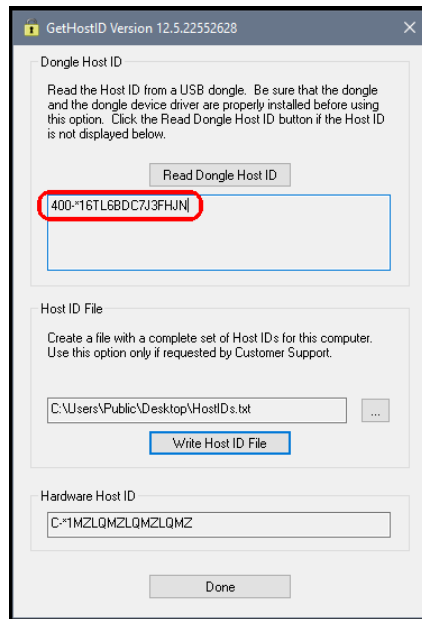 GetHostID Version 12.5.22552628
Dongle Host ID
Read the Host ID from a USB dongle. Be sure that the dongle
and the dongle device driver are properly installed before using
this option. Click the Read Dongle Host ID button if the Host ID
is not displayed below.
Read Dongle Host ID
400-*16TL6BDC7J3FHJN
Host ID File
Create a file with a complete set of Host IDs for this computer.
Use this option only if requested by Customer Support.
C:\Users\Public\Desktop\HostIDs.txt
...
Write Host ID File
Hardware Host ID
C-*1MZLQMZLQMZLQMZ
Done